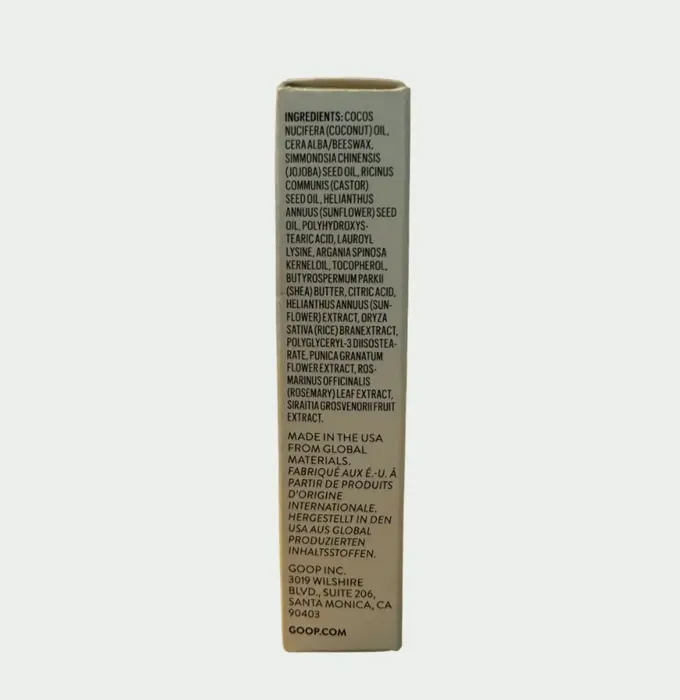 INGREDIENTS: COCOS
NUCIFERA (COCONUT) OIL,
CERA ALBA/BEESWAX,
SIMMONDSIA CHINENSIS
(JOJOBA) SEED OIL, RICINUS
COMMUNIS (CASTOR)
SEED OIL, HELIANTHUS
ANNUUS (SUNFLOWER) SEED
OIL, POLYHYDROXYS-
TEARIC ACID, LAUROYL
LYSINE, ARGANIA SPINOSA
KERNEL OIL, TOCOPHEROL,
BUTYROSPERMUM PARKII
(SHEA) BUTTER, CITRIC ACID,
HELIANTHUS ANNUUS (SUN-
FLOWER) EXTRACT, ORYZA
SATIVA (RICE) BRAN EXTRACT,
POLYGLYCERYL-3 DIISOSTEA-
RATE, PUNICA GRANATUM
FLOWER EXTRACT, ROS-
MARINUS OFFICINALIS
(ROSEMARY) LEAF EXTRACT,
SIRAITIA GROSVENORII FRUIT
EXTRACT.
MADE IN THE USA
FROM GLOBAL
MATERIALS.
FABRIQUÉ AUX É.-U. À
PARTIR DE PRODUITS
D'ORIGINE
INTERNATIONALE.
HERGESTELLT IN DEN
USA AUS GLOBAL
PRODUZIERTEN
INHALTSSTOFFEN.
GOOP INC.
3019 WILSHIRE
BLVD., SUITE 206,
SANTA MONICA, CA
90403
GOOP.COM